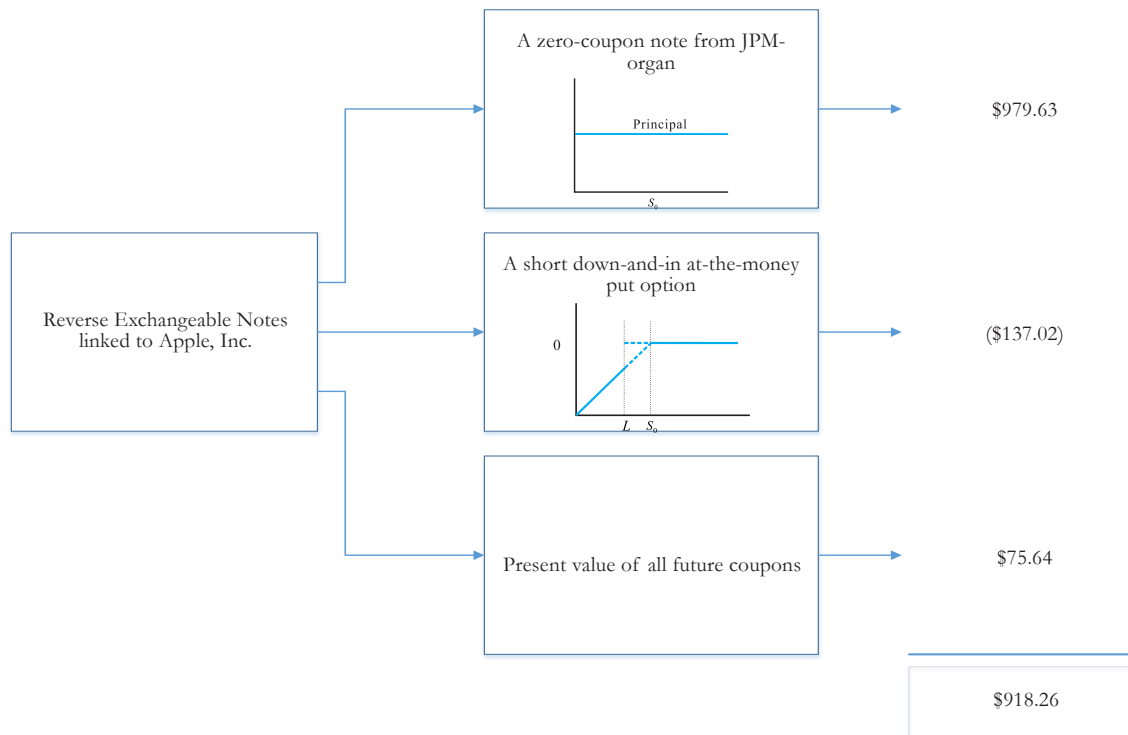 A zero-coupon note from JPM-
organ
Principal
S₀
$979.63
Reverse Exchangeable Notes
linked to Apple, Inc.
A short down-and-in at-the-money
put option
0
L S₀
($137.02)
Present value of all future coupons
$75.64
$918.26